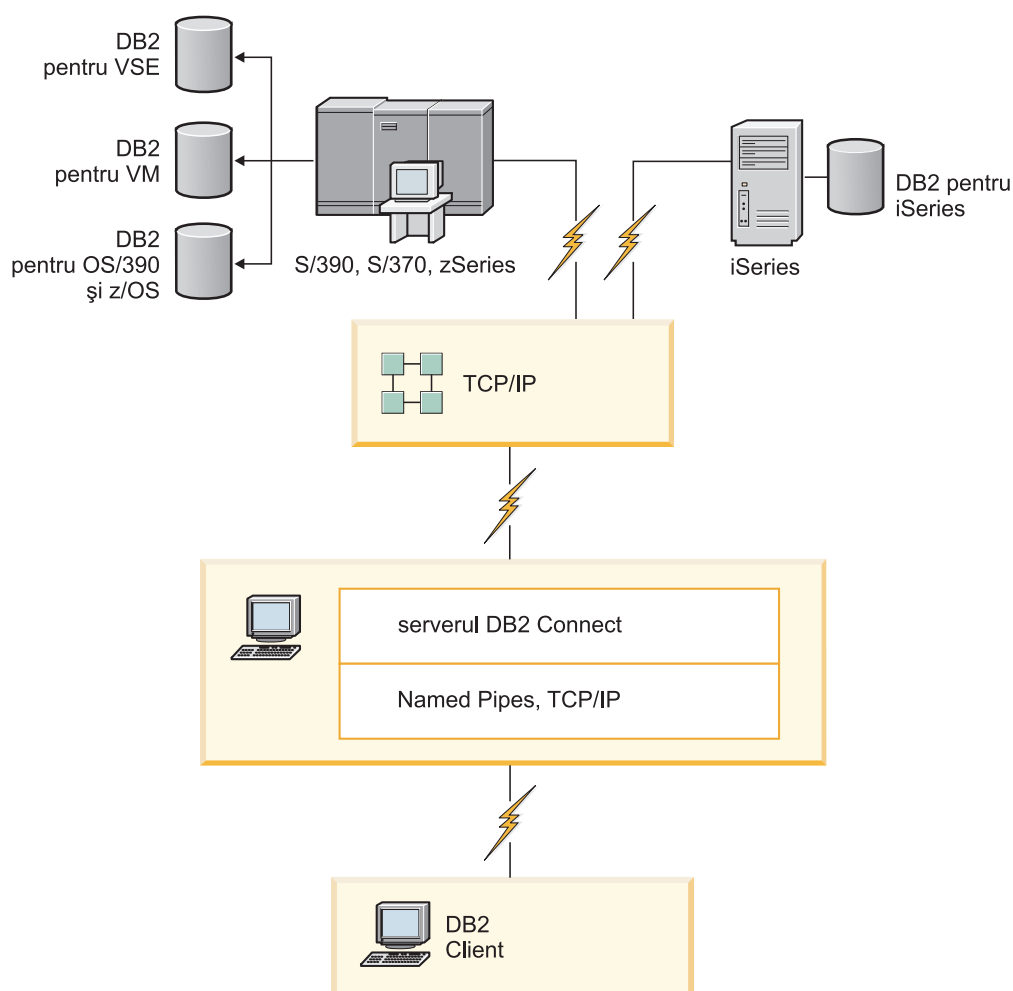 DB2
pentru VSE
DB2
pentru VM
DB2
pentru OS/390
şi z/OS
S/390, S/370, zSeries
iSeries
DB2 pentru
iSeries
TCP/IP
serverul DB2 Connect
Named Pipes, TCP/IP
DB2
Client